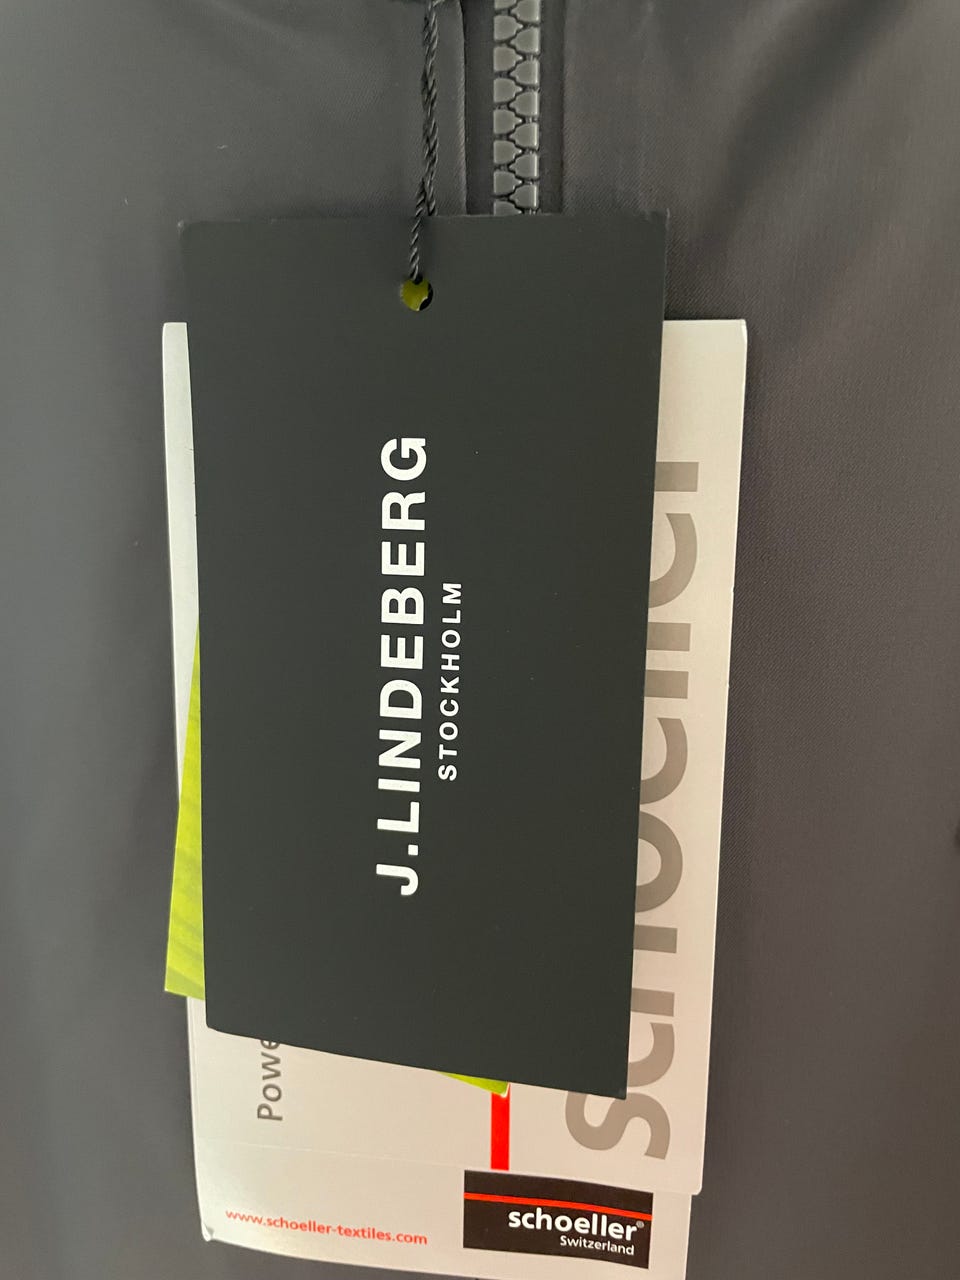 J.LINDEBERG
STOCKHOLM
schoeller
www.schoeller-textiles.com
schoeller®
Switzerland